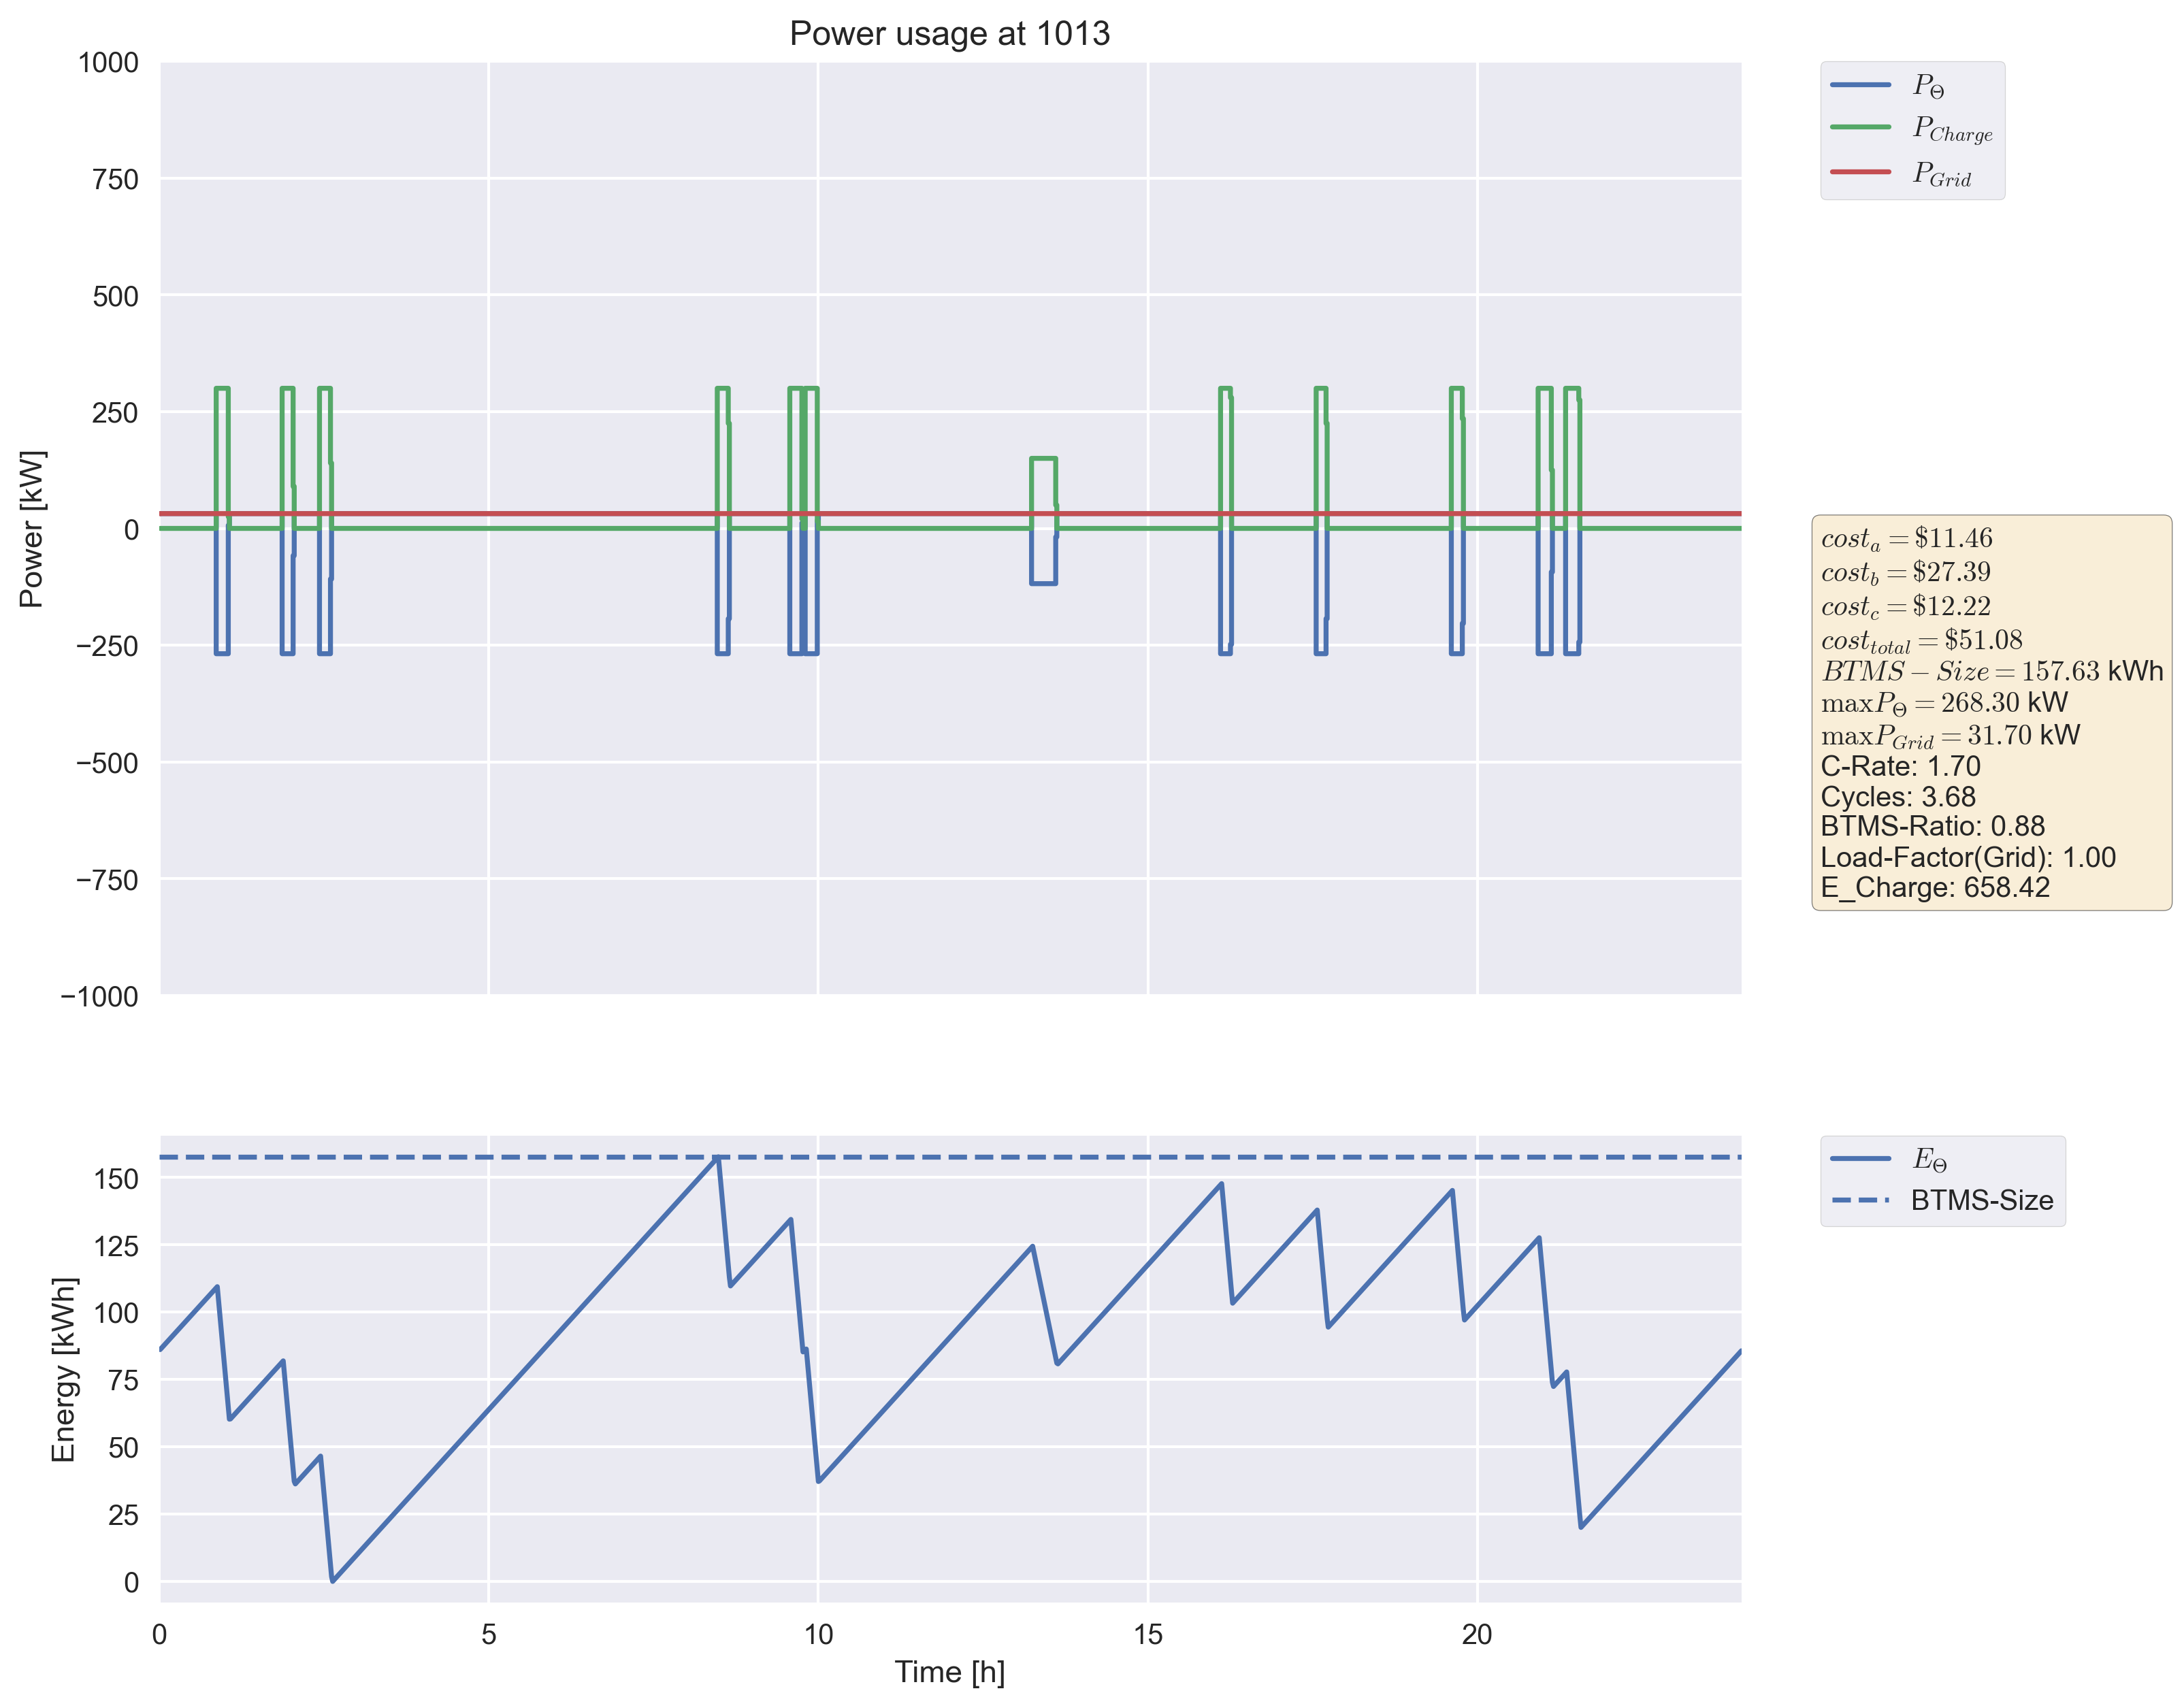 Power usage at 1013
1000
750
500
250
0
−250
−500
−750
−1000
Power [kW]
P_Θ
P_Charge
P_Grid
cost_a = $11.46
cost_b = $27.39
cost_c = $12.22
cost_total = $51.08
BTMS − Size = 157.63 kWh
maxP_Θ = 268.30 kW
maxP_Grid = 31.70 kW
C-Rate: 1.70
Cycles: 3.68
BTMS-Ratio: 0.88
Load-Factor(Grid): 1.00
E_Charge: 658.42
150
125
100
75
50
25
0
Energy [kWh]
E_Θ
BTMS-Size
0 5 10 15 20
Time [h]